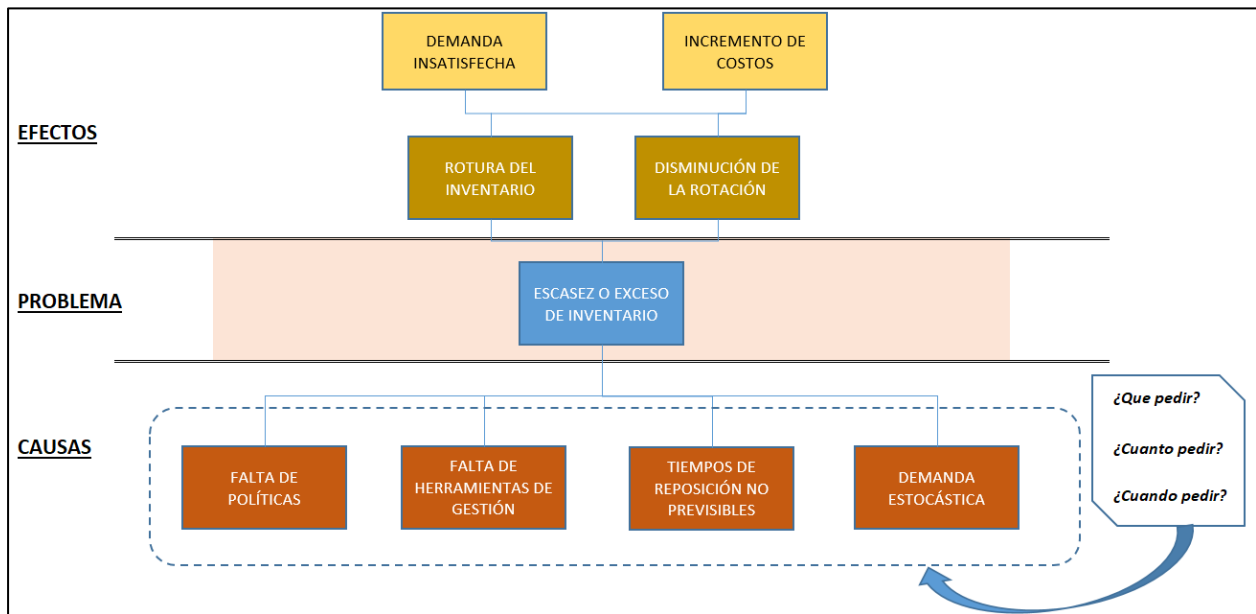 DEMANDA
INSATISFECHA
INCREMENTO DE
COSTOS
EFECTOS
ROTURA DEL
INVENTARIO
DISMINUCIÓN DE
LA ROTACIÓN
PROBLEMA
ESCASEZ O EXCESO
DE INVENTARIO
CAUSAS
FALTA DE
POLÍTICAS
FALTA DE
HERRAMIENTAS DE
GESTIÓN
TIEMPOS DE
REPOSICIÓN NO
PREVISIBLES
DEMANDA
ESTOCÁSTICA
¿Que pedir?
¿Cuanto pedir?
¿Cuando pedir?